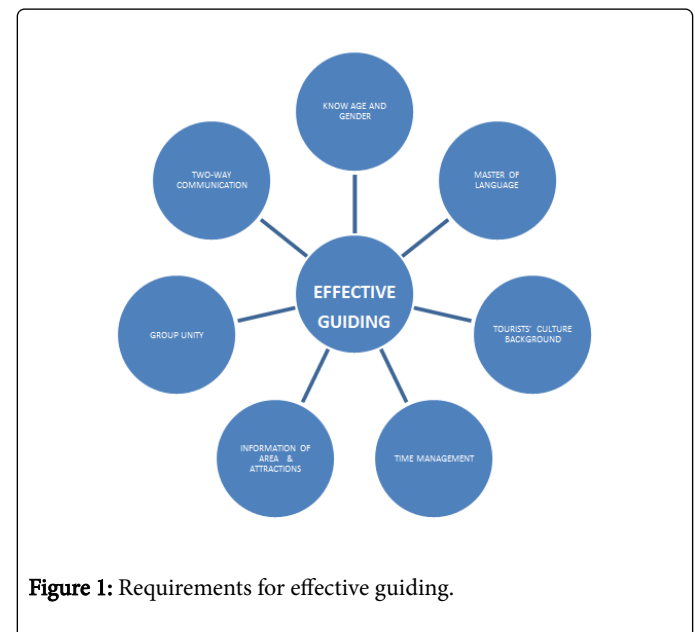 KNOW AGE AND
GENDER
MASTER OF
LANGUAGE
TOURISTS' CULTURE
BACKGROUND
TIME MANAGEMENT
INFORMATION OF
AREA &
ATTRACTIONS
GROUP UNITY
TWO-WAY
COMMUNICATION
EFFECTIVE
GUIDING
Figure 1: Requirements for effective guiding.